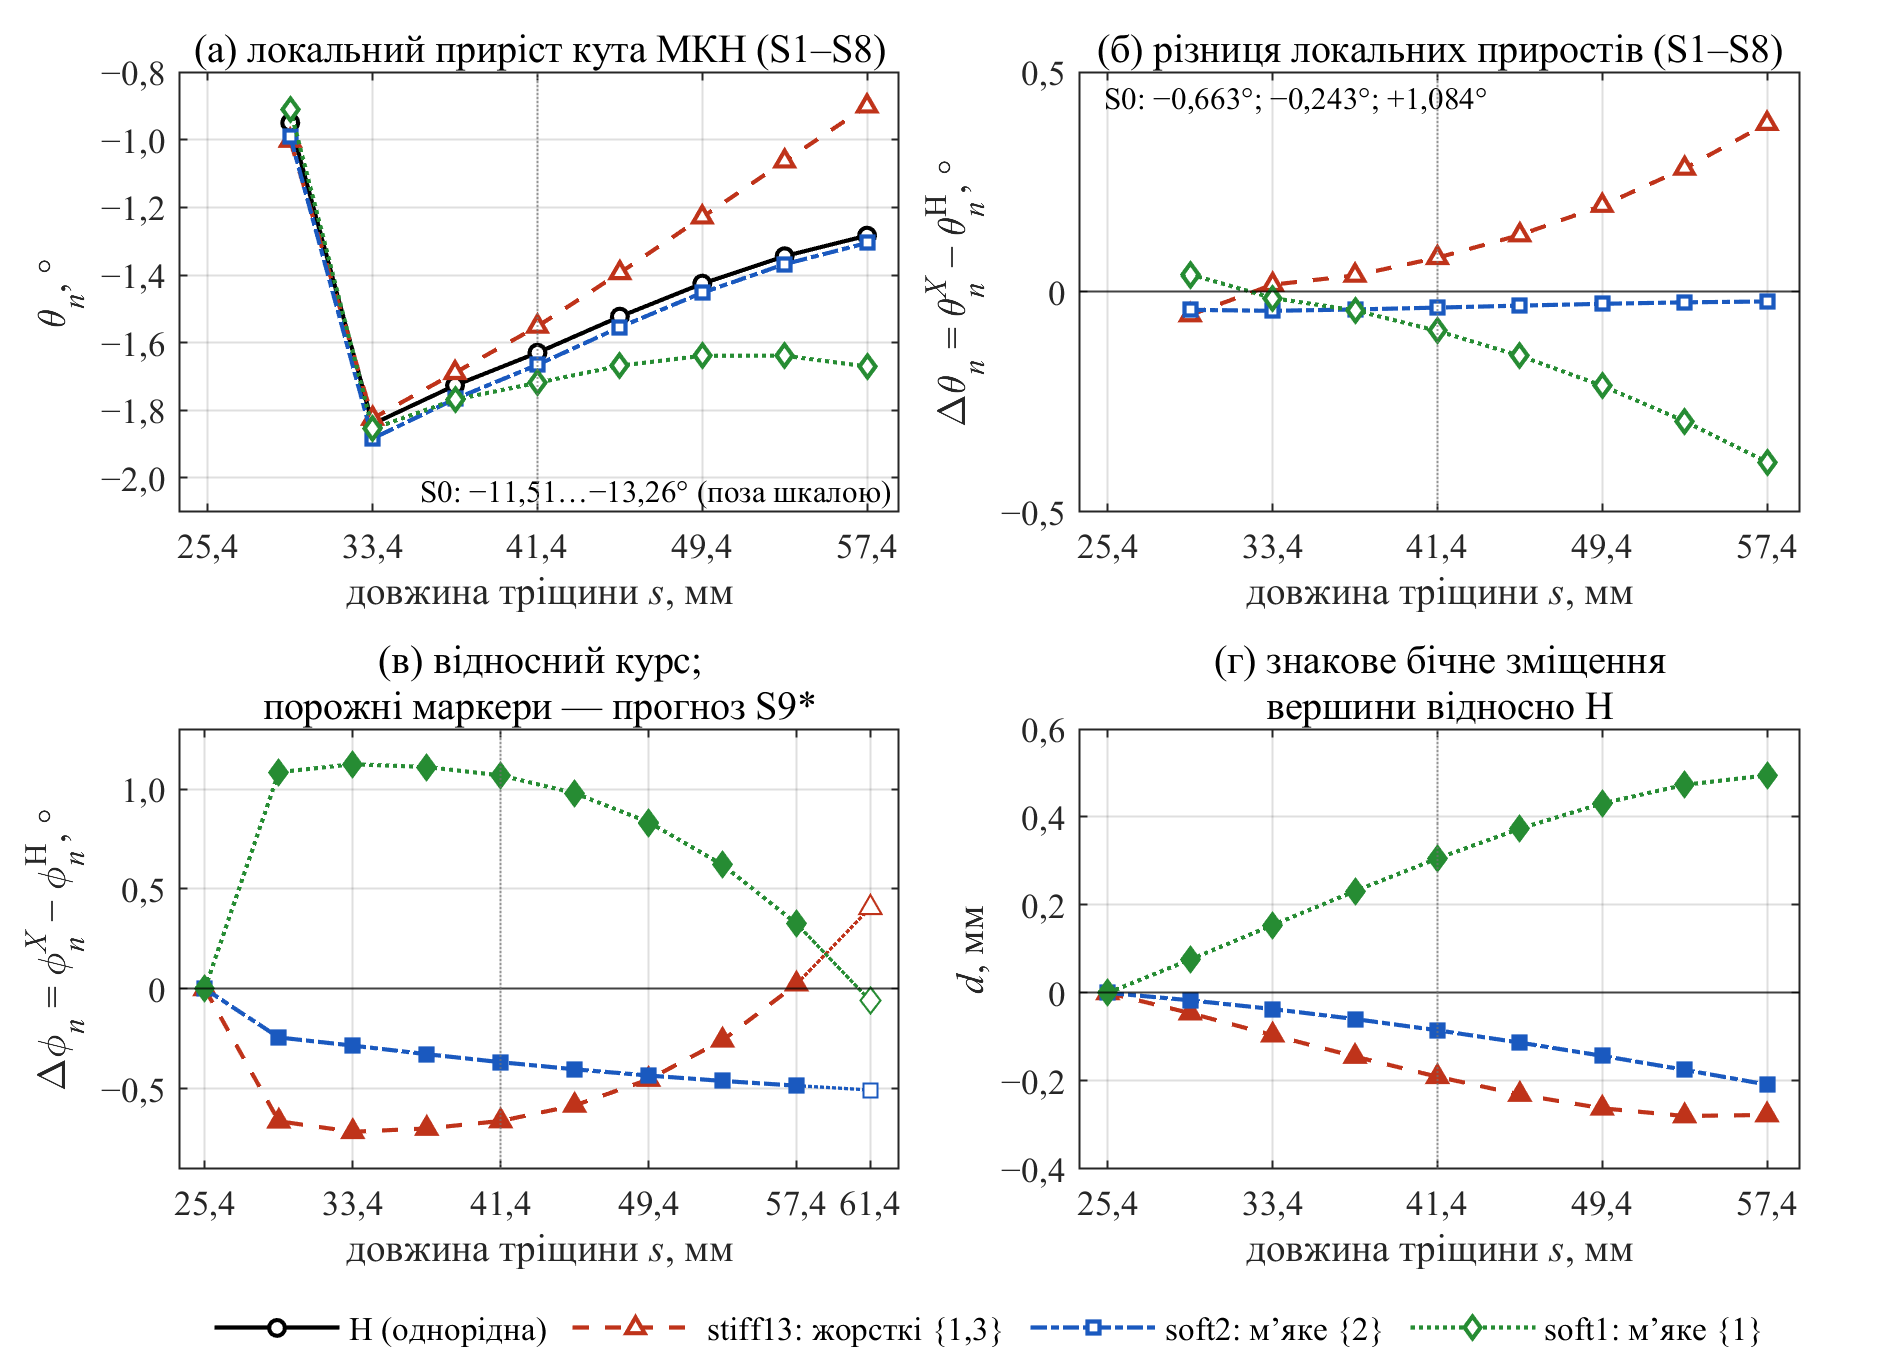 (а) локальний приріст кута МКН (S1–S8)
−0,8
−1,0
−1,2
−1,4
−1,6
−1,8
−2,0
θn, °
S0: −11,51…−13,26° (поза шкалою)
25,4 33,4 41,4 49,4 57,4
довжина тріщини s, мм
(б) різниця локальних приростів (S1–S8)
0,5
0
−0,5
Δθn = θnX − θnH, °
S0: −0,663°; −0,243°; +1,084°
25,4 33,4 41,4 49,4 57,4
довжина тріщини s, мм
(в) відносний курс;
порожні маркери — прогноз S9*
1,0
0,5
0
−0,5
Δϕn = ϕnX − ϕnH, °
25,4 33,4 41,4 49,4 57,4 61,4
довжина тріщини s, мм
(г) знакове бічне зміщення
вершини відносно H
0,6
0,4
0,2
0
−0,2
−0,4
d, мм
25,4 33,4 41,4 49,4 57,4
довжина тріщини s, мм
H (однорідна) stiff13: жорсткі {1,3} soft2: м’яке {2} soft1: м’яке {1}